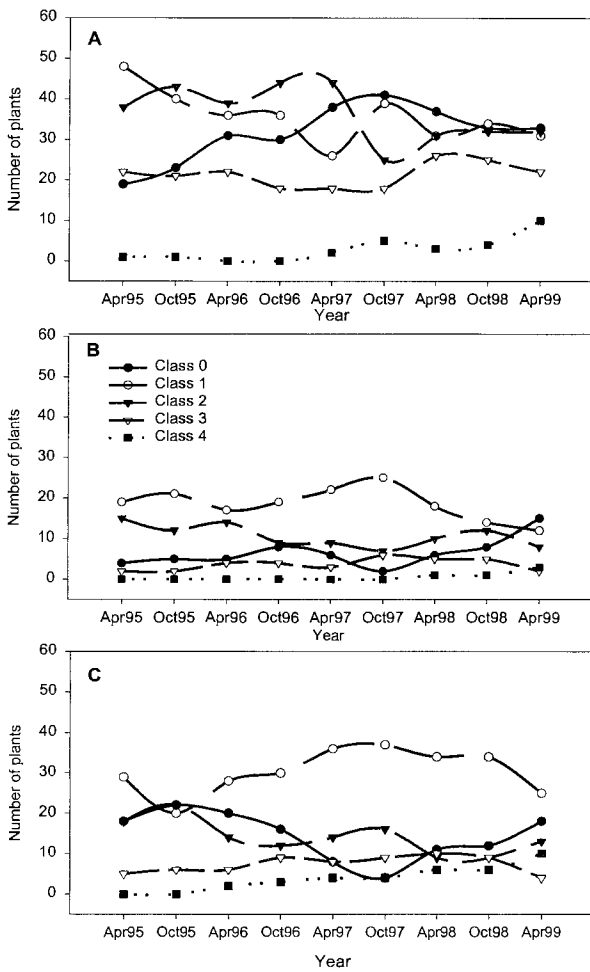 A
60
50
40
30
20
10
0
Number of plants
Apr95 Oct95 Apr96 Oct96 Apr97 Oct97 Apr98 Oct98 Apr99
Year
B
60
50
40
30
20
10
0
Number of plants
Class 0
Class 1
Class 2
Class 3
Class 4
Apr95 Oct95 Apr96 Oct96 Apr97 Oct97 Apr98 Oct98 Apr99
Year
C
60
50
40
30
20
10
0
Number of plants
Apr95 Oct95 Apr96 Oct96 Apr97 Oct97 Apr98 Oct98 Apr99
Year